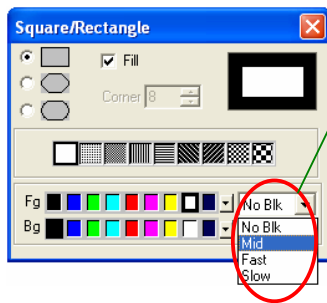 Square/Rectangle
Fill
Corner 8
Fg No Blk
Bg No Blk
Mid
Fast
Slow